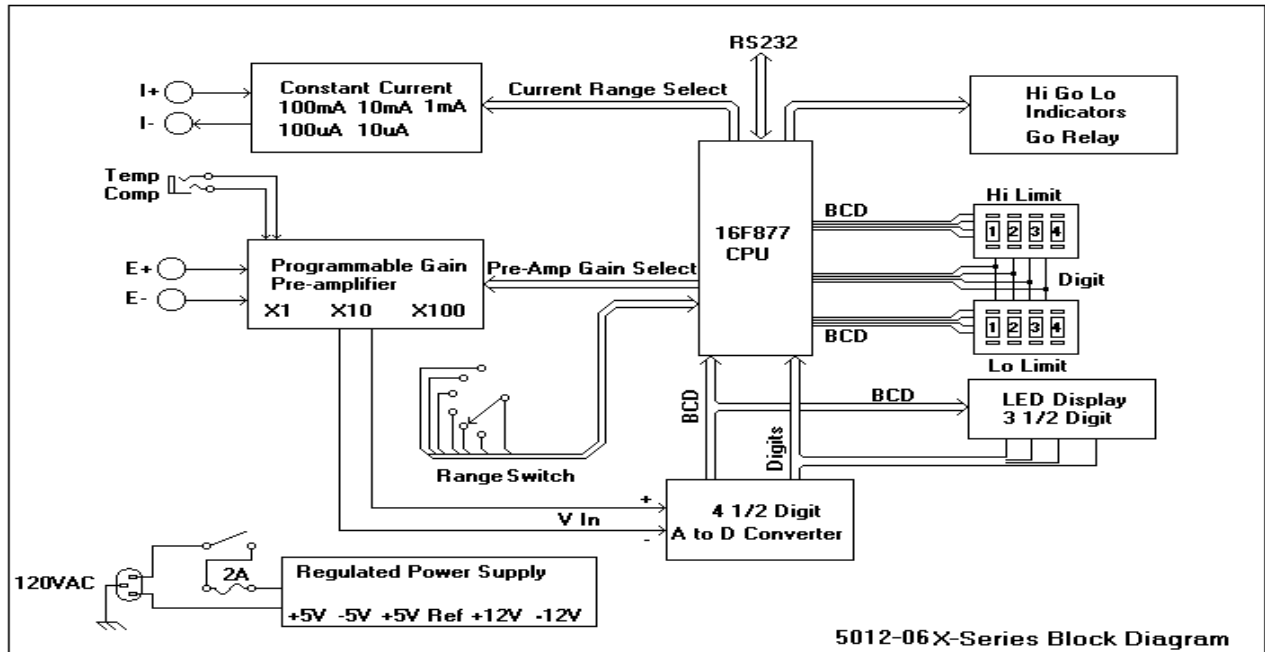 RS232
I+
I-
Constant Current
100mA 10mA 1mA
100uA 10uA
Current Range Select
Hi Go Lo
Indicators
Go Relay
Temp
Comp
E+
E-
Programmable Gain
Pre-amplifier
X1 X10 X100
Pre-Amp Gain Select
16F877
CPU
BCD
Hi Limit
1 2 3 4
Digit
BCD
1 2 3 4
Lo Limit
Range Switch
BCD
Digits
BCD
LED Display
3 1/2 Digit
+
V In
-
4 1/2 Digit
A to D Converter
120VAC
2A
Regulated Power Supply
+5V -5V +5V Ref +12V -12V
5012-06X-Series Block Diagram